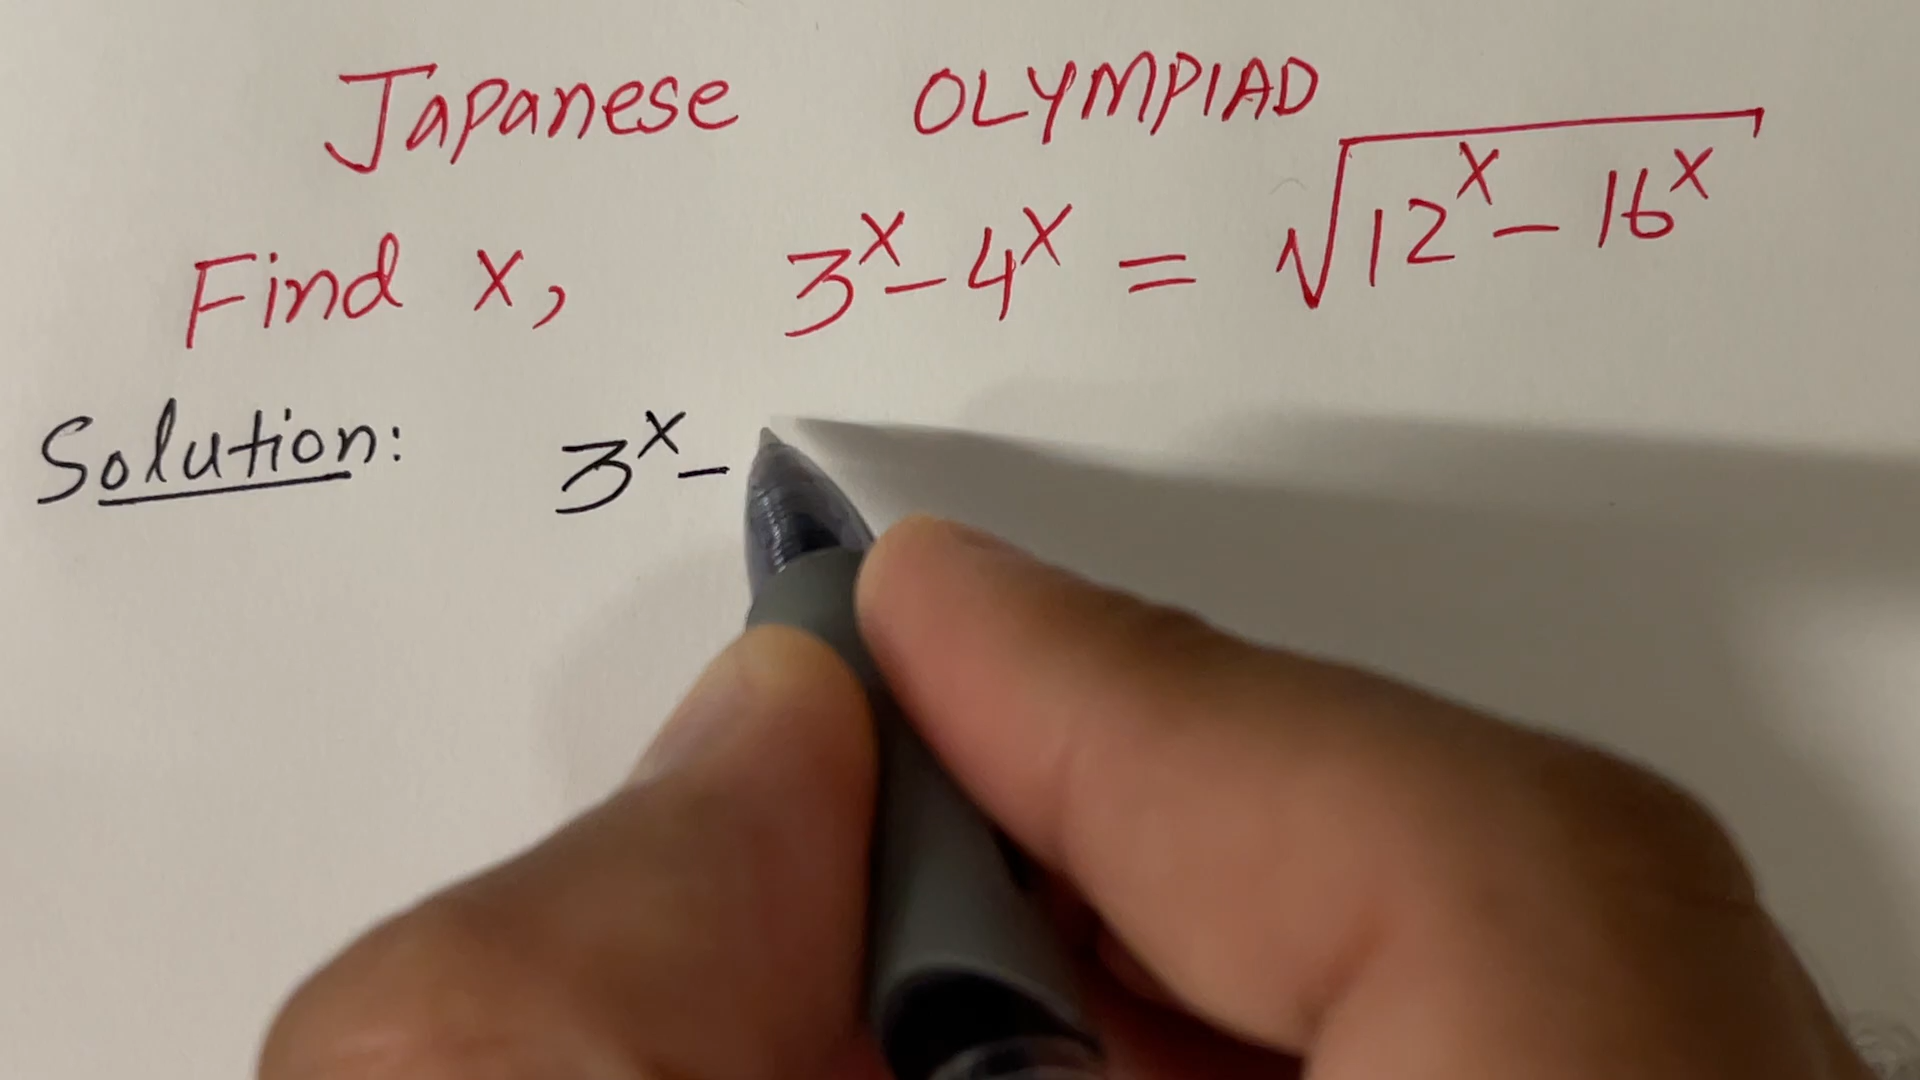 Japanese OLYMPIAD
Find x, 3^x - 4^x = √(12^x - 16^x)
Solution: 3^x -